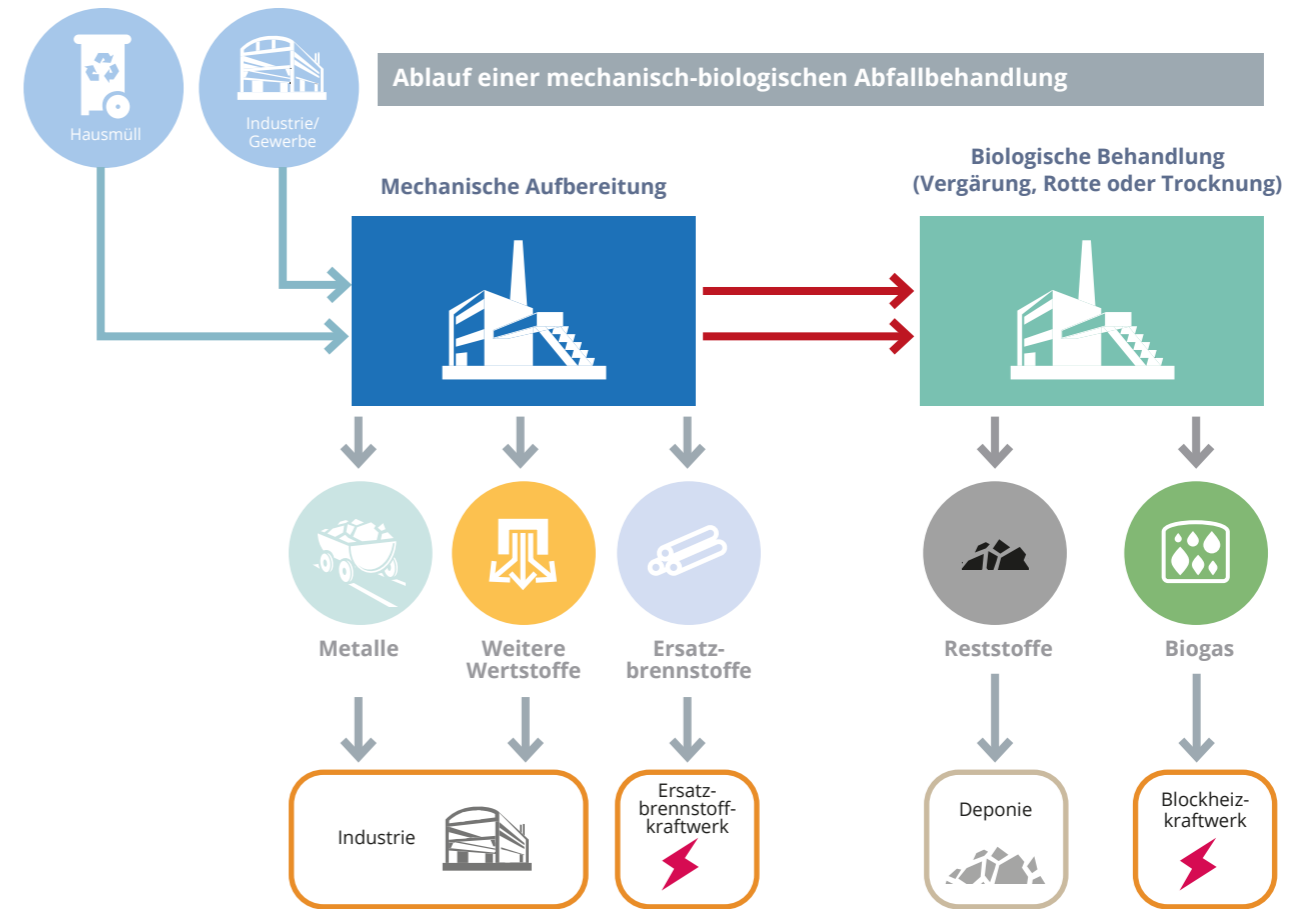 Ablauf einer mechanisch-biologischen Abfallbehandlung
Hausmüll
Industrie/
Gewerbe
Mechanische Aufbereitung
Biologische Behandlung
(Vergärung, Rotte oder Trocknung)
Metalle
Weitere
Wertstoffe
Ersatz-
brennstoffe
Reststoffe
Biogas
Industrie
Ersatz-
brennstoff-
kraftwerk
Deponie
Blockheiz-
kraftwerk